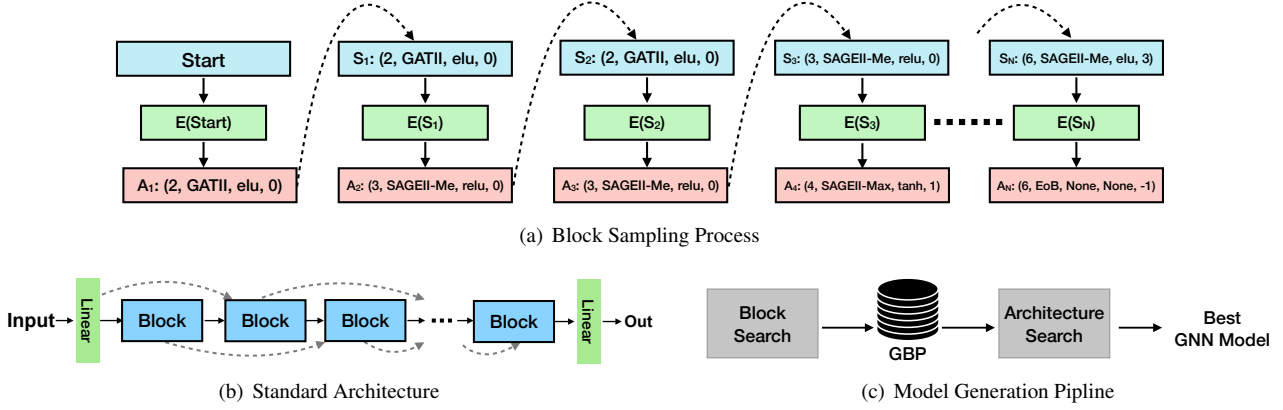 Start
S₁: (2, GATII, elu, 0)
S₂: (2, GATII, elu, 0)
S₃: (3, SAGEII-Me, relu, 0)
Sₙ: (6, SAGEII-Me, elu, 3)
E(Start)
E(S₁)
E(S₂)
E(S₃)
E(Sₙ)
A₁: (2, GATII, elu, 0)
A₂: (3, SAGEII-Me, relu, 0)
A₃: (3, SAGEII-Me, relu, 0)
A₄: (4, SAGEII-Max, tanh, 1)
Aₙ: (6, EoB, None, None, -1)
(a) Block Sampling Process
Input
Linear
Block
Block
Block
Block
Linear
Out
(b) Standard Architecture
Block
Search
GBP
Architecture
Search
Best
GNN Model
(c) Model Generation Pipline